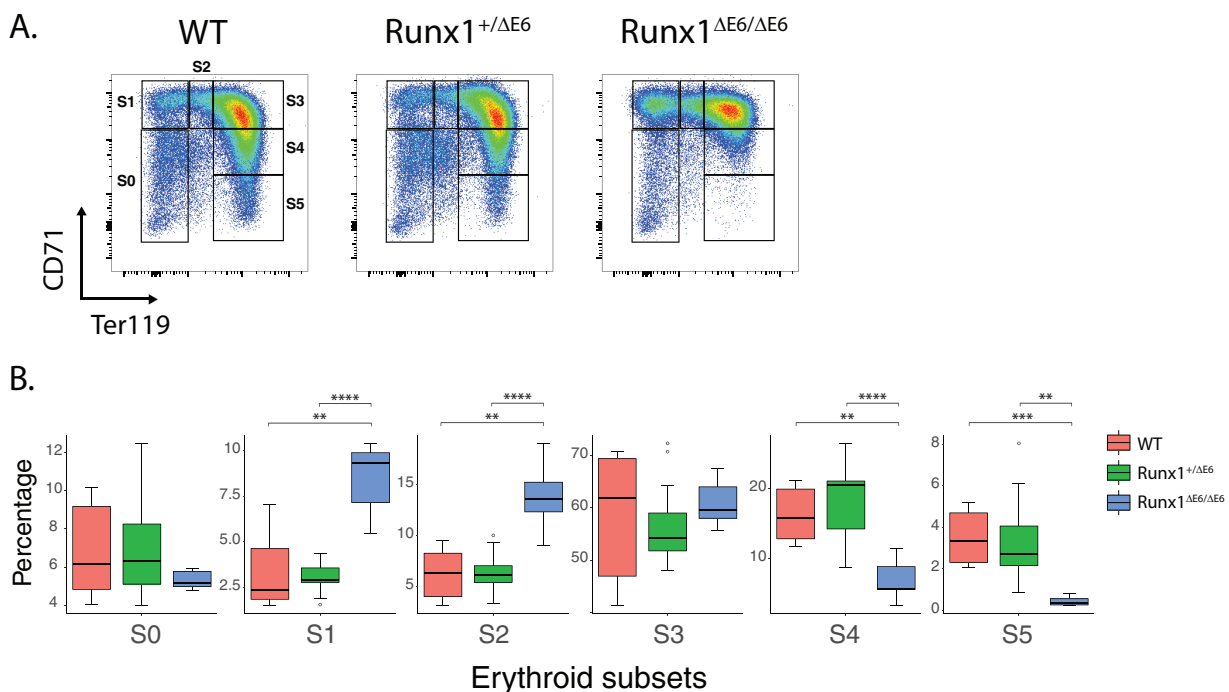 A.
WT
Runx1+/ΔE6
Runx1ΔE6/ΔE6
S2
S1
S3
S4
S0
S5
CD71
Ter119
B.
**** **** **** **
** ** ** ***
Percentage
12
10
8
6
4
10
7.5
5.0
2.5
15
10
5
70
60
50
20
10
8
6
4
2
0
WT
Runx1+/ΔE6
Runx1ΔE6/ΔE6
S0 S1 S2 S3 S4 S5
Erythroid subsets